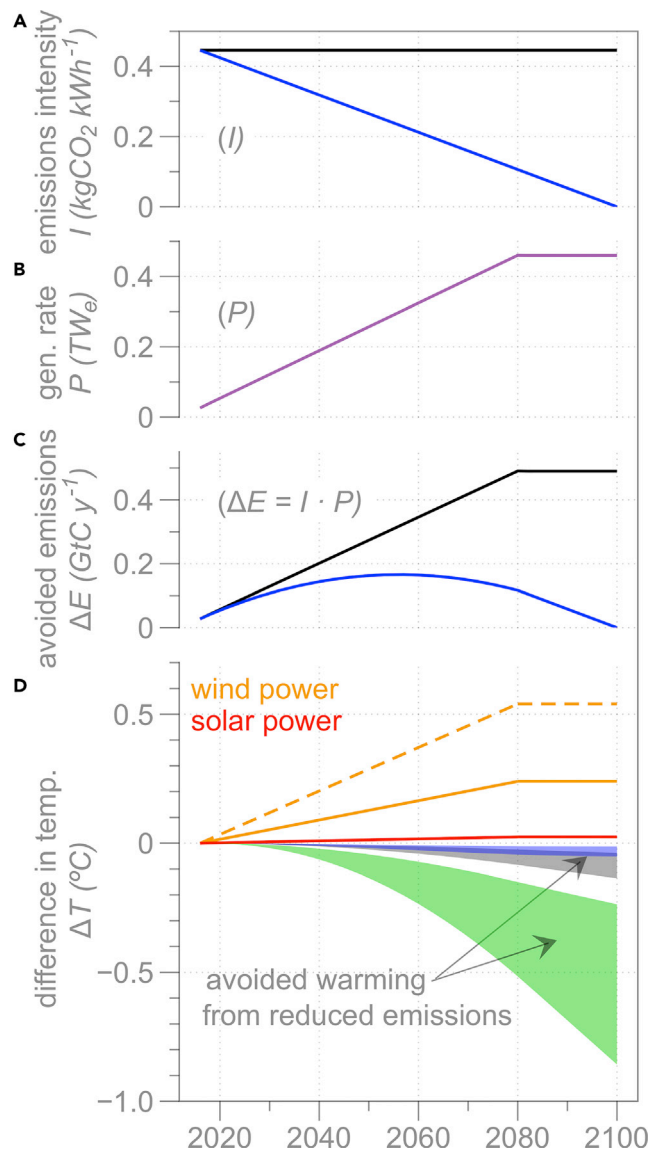 A
emissions intensity
I (kgCO2 kWh-1)
0.4
0.2
0
(I)
B
gen. rate
P (TWe)
0.4
0.2
0
(P)
C
avoided emissions
ΔE (GtC y-1)
0.4
0.2
0
(ΔE = I · P)
D
difference in temp.
ΔT (ºC)
0.5
0
−0.5
−1.0
wind power
solar power
avoided warming
from reduced emissions
2020 2040 2060 2080 2100